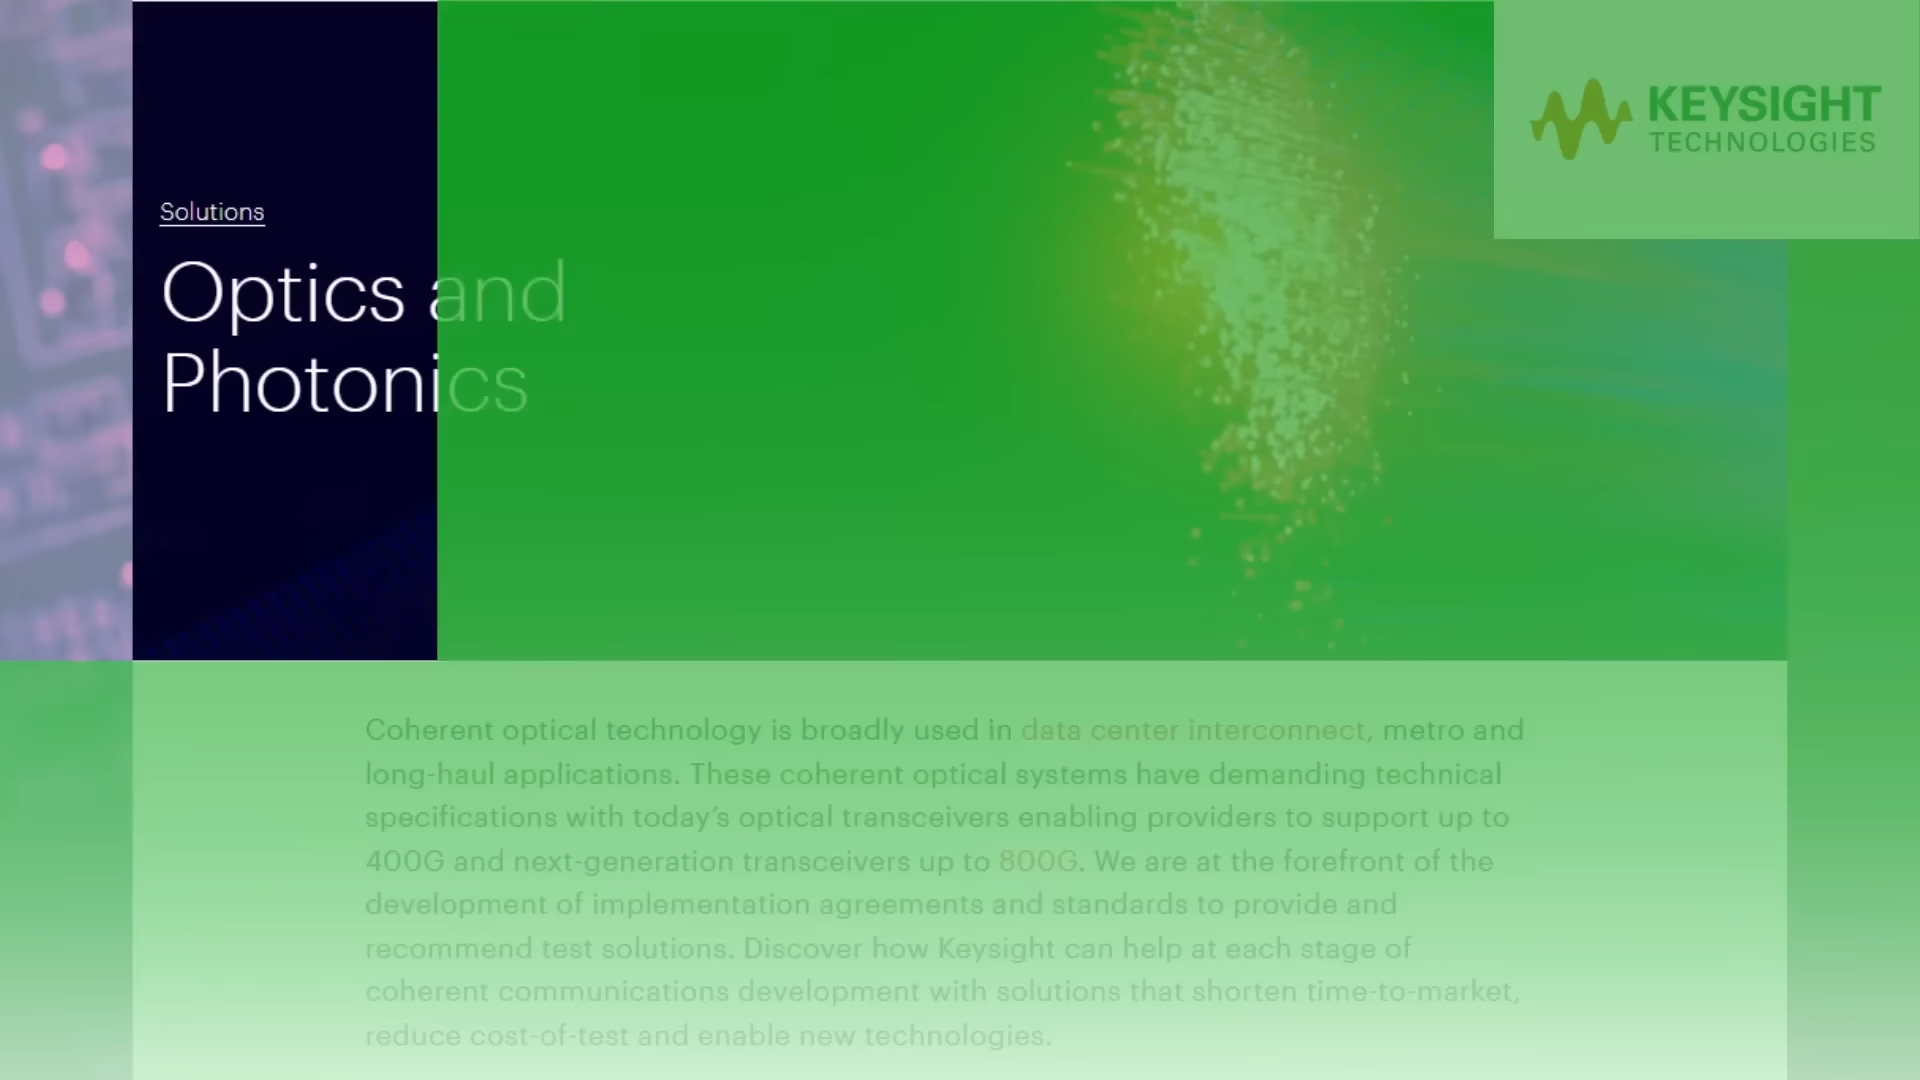 KEYSIGHT
TECHNOLOGIES
Solutions
Optics and
Photonics
Coherent optical technology is broadly used in data center interconnect, metro and
long-haul applications. These coherent optical systems have demanding technical
specifications with today’s optical transceivers enabling providers to support up to
400G and next-generation transceivers up to 800G. We are at the forefront of the
development of implementation agreements and standards to provide and
recommend test solutions. Discover how Keysight can help at each stage of
coherent communications development with solutions that shorten time-to-market,
reduce cost-of-test and enable new technologies.